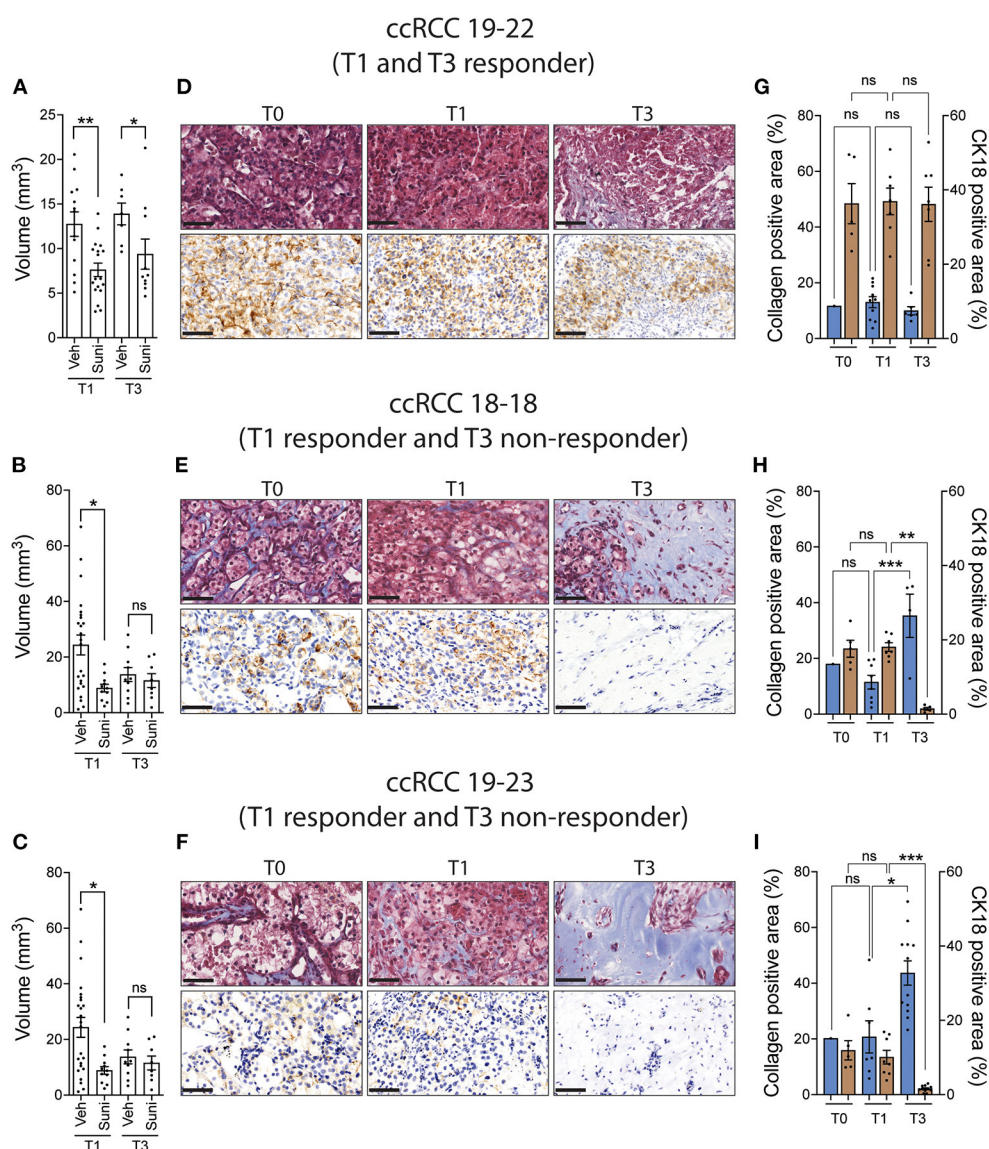 ccRCC 19-22
(T1 and T3 responder)
A
D
G
T0
T1
T3
ns
ns
ns
ns
**
*
Volume (mm3)
25
20
15
10
5
0
Veh
Suni
Veh
Suni
T1
T3
Collagen positive area (%)
80
60
40
20
0
60
40
20
0
CK18 positive area (%)
T0
T1
T3
ccRCC 18-18
(T1 responder and T3 non-responder)
B
E
H
T0
T1
T3
*
ns
Volume (mm3)
80
60
40
20
0
Veh
Suni
Veh
Suni
T1
T3
ns
**
ns
***
Collagen positive area (%)
80
60
40
20
0
60
40
20
0
CK18 positive area (%)
T0
T1
T3
ccRCC 19-23
(T1 responder and T3 non-responder)
C
F
I
T0
T1
T3
*
ns
Volume (mm3)
80
60
40
20
0
Veh
Suni
Veh
Suni
T1
T3
ns
***
ns
*
Collagen positive area (%)
80
60
40
20
0
60
40
20
0
CK18 positive area (%)
T0
T1
T3